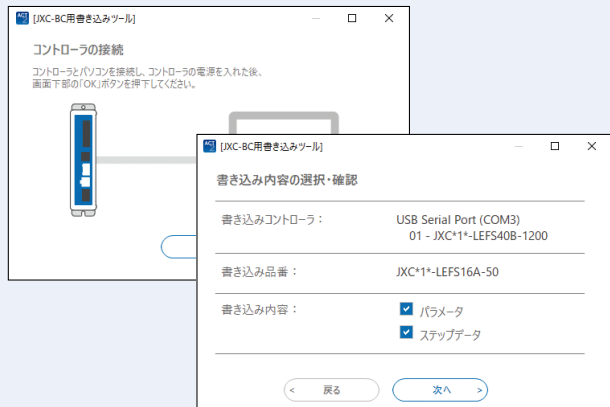 [JXC-BC用書き込みツール]
コントローラの接続
コントローラとパソコンを接続し、コントローラの電源を入れた後、
画面下部の「OK」ボタンを押下してください。
[JXC-BC用書き込みツール]
書き込み内容の選択・確認
書き込みコントローラ： USB Serial Port (COM3)
01 - JXC*1*-LEFS40B-1200
書き込み品番： JXC*1*-LEFS16A-50
書き込み内容： パラメータ
ステップデータ
< 戻る 次へ >